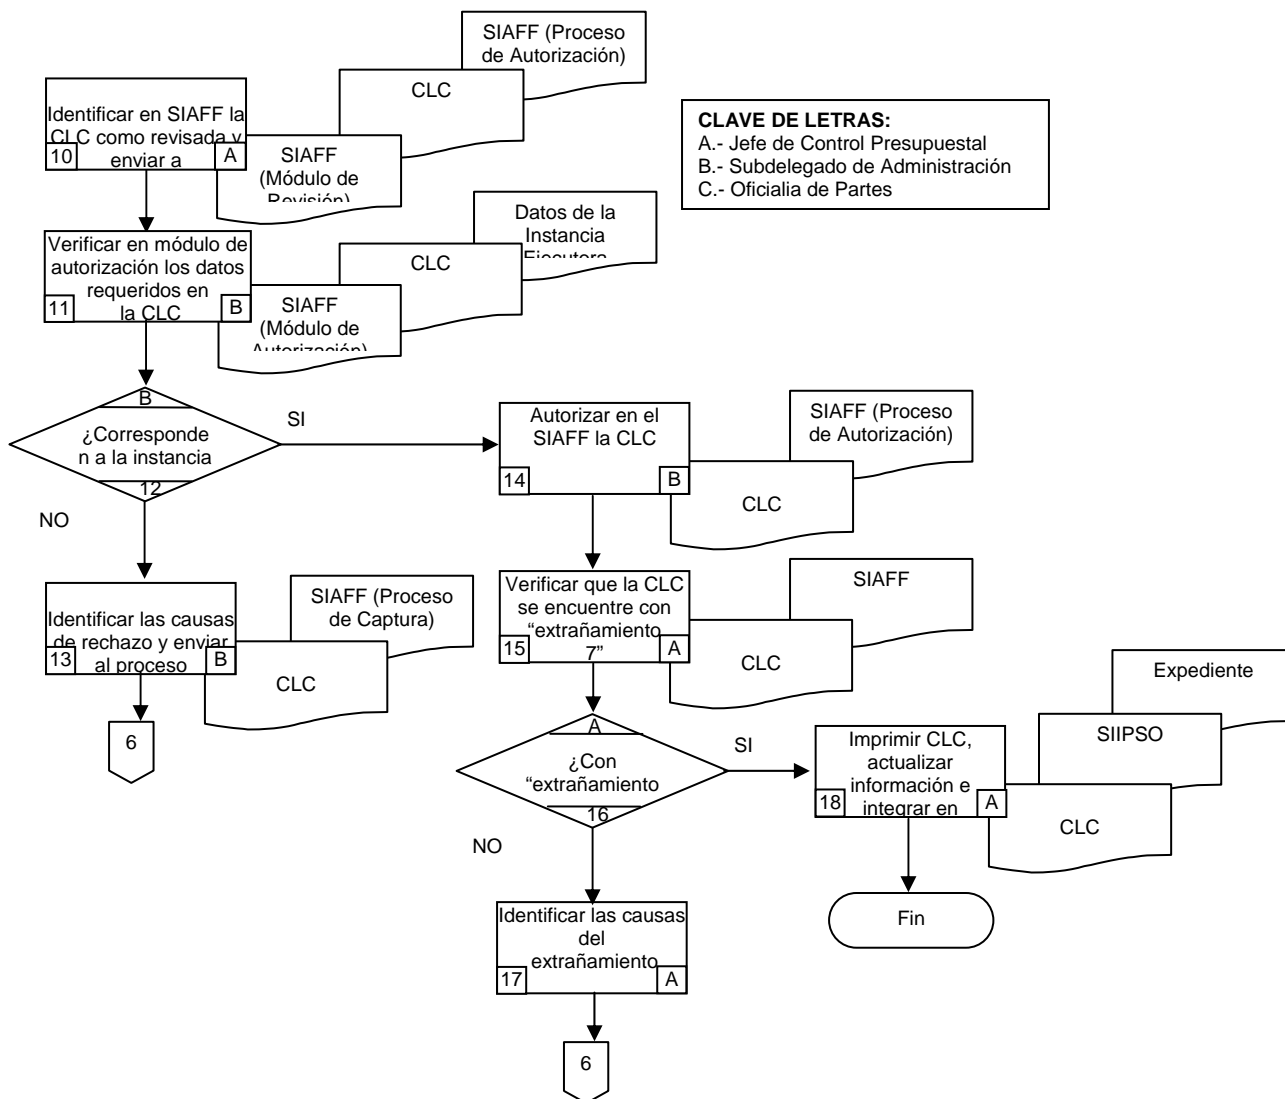 SIAFF (Proceso
de Autorización)
CLC
Identificar en SIAFF la
CLC como revisada y
enviar a
10
A
SIAFF
(Módulo de
Revisión)
CLAVE DE LETRAS:
A.- Jefe de Control Presupuestal
B.- Subdelegado de Administración
C.- Oficialia de Partes
Datos de la
Instancia
Ejecutora
CLC
Verificar en módulo de
autorización los datos
requeridos en
la CLC
11
B
SIAFF
(Módulo de
Autorización)
B
¿Corresponde
n a la instancia
12
SI
NO
Autorizar en el
SIAFF la CLC
14
B
SIAFF (Proceso
de Autorización)
CLC
Identificar las causas
de rechazo y enviar
al proceso
13
B
SIAFF (Proceso
de Captura)
CLC
6
Verificar que la CLC
se encuentre con
“extrañamiento
7”
15
A
SIAFF
CLC
A
¿Con
“extrañamiento
16
SI
NO
Imprimir CLC,
actualizar
información e
integrar en
18
A
Expediente
SIIPSO
CLC
Fin
Identificar las causas
del
extrañamiento
17
A
6